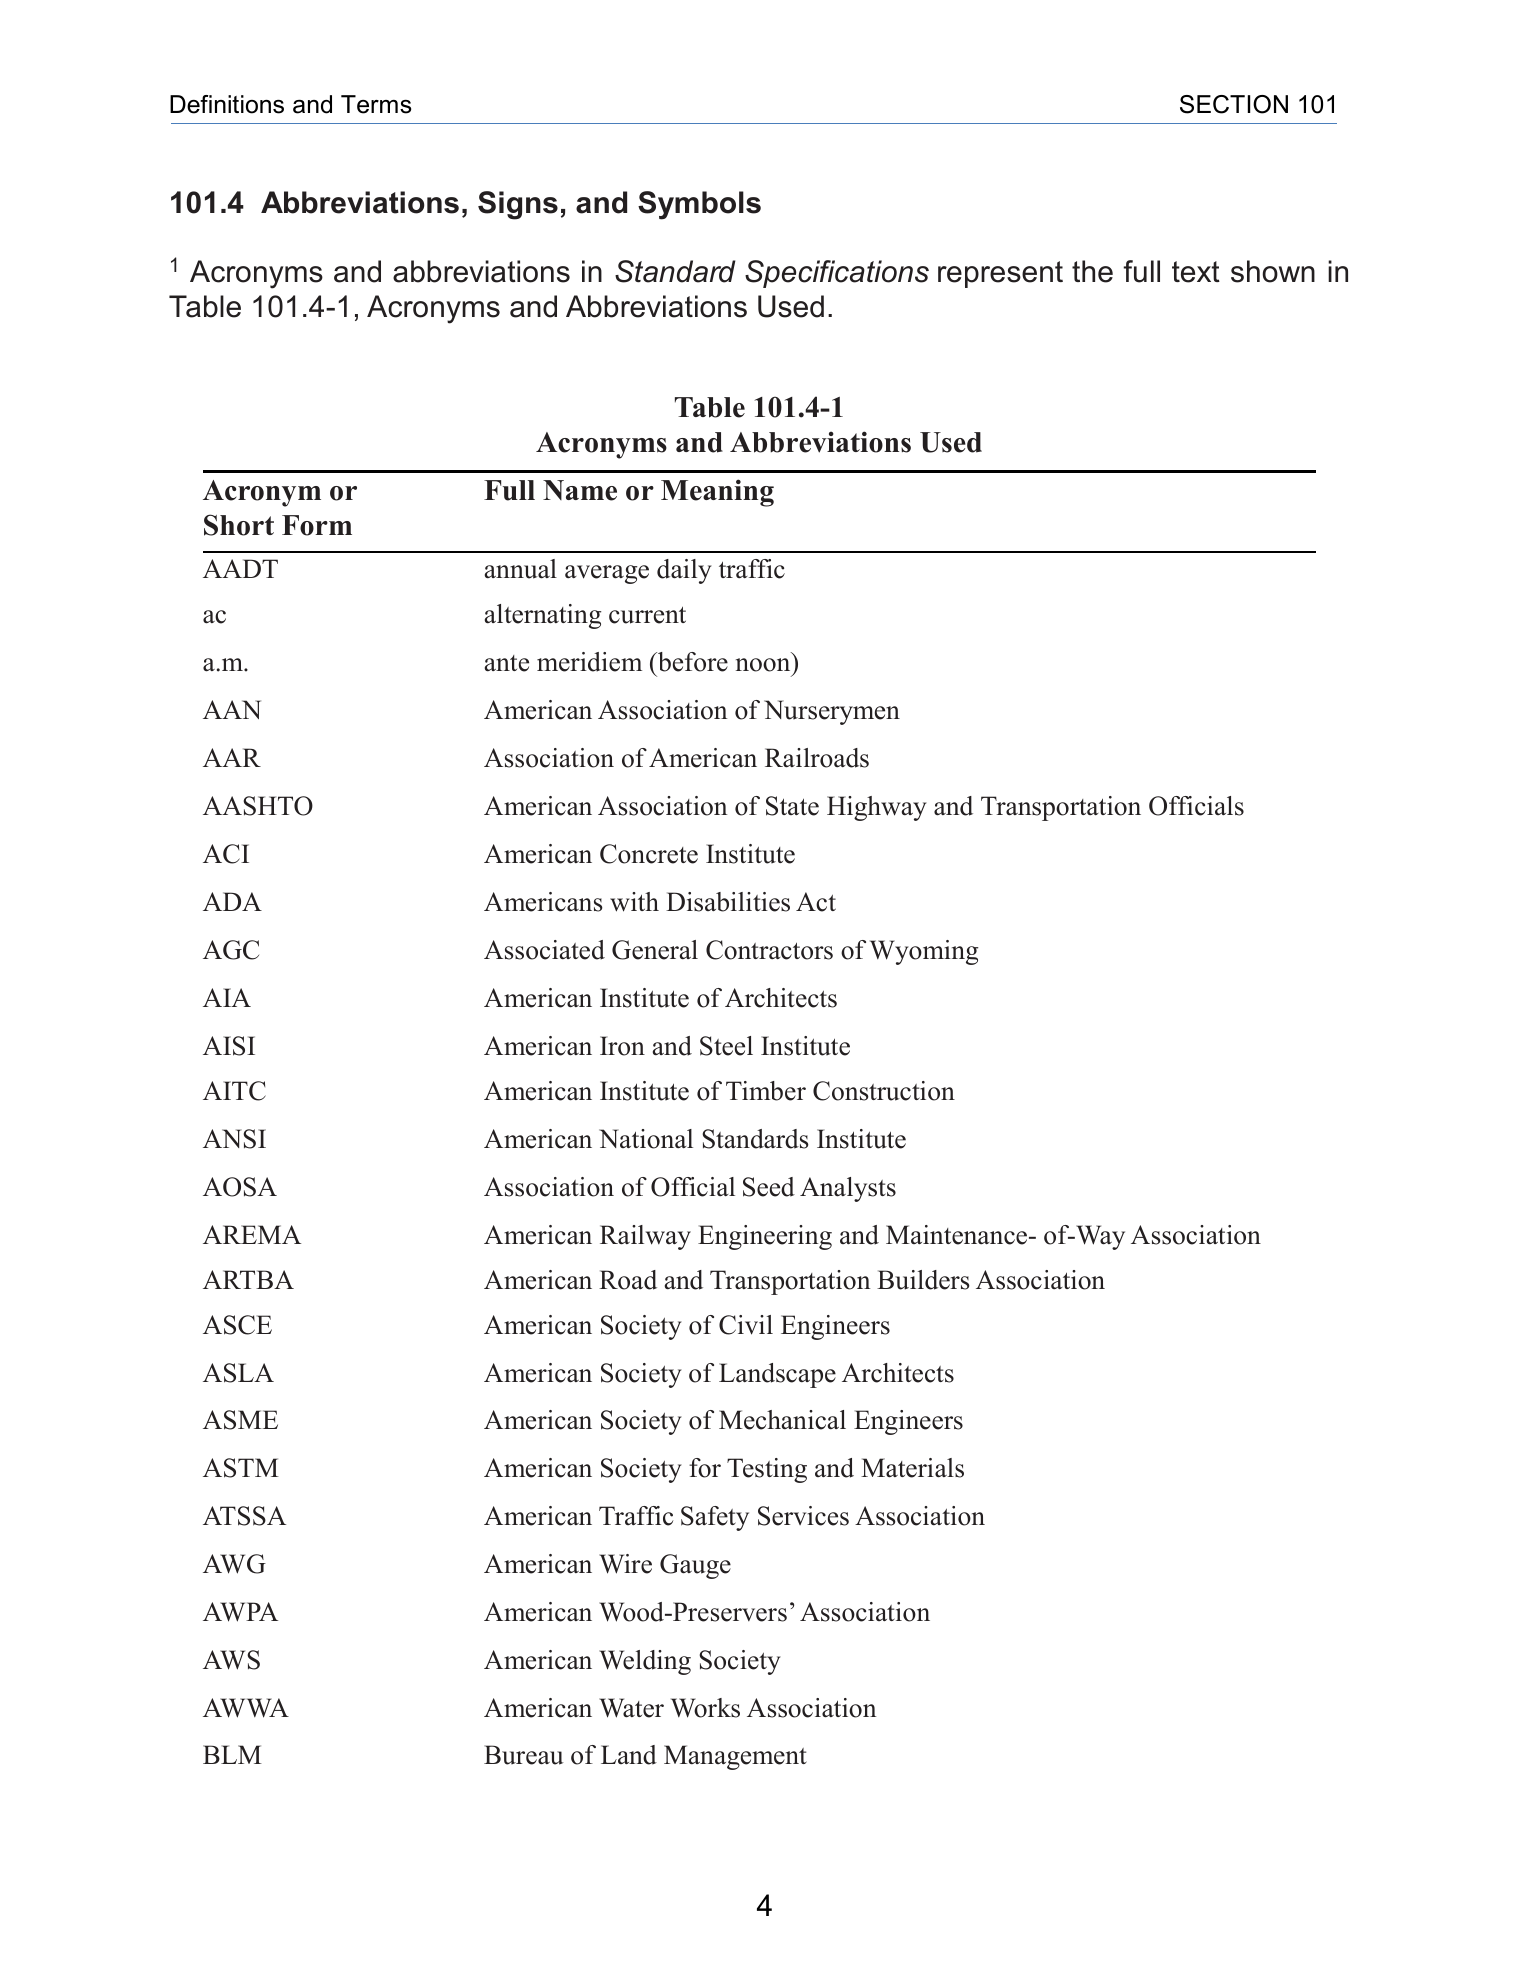 Definitions and Terms SECTION 101
101.4 Abbreviations, Signs, and Symbols
1 Acronyms and abbreviations in Standard Specifications represent the full text shown in
Table 101.4-1, Acronyms and Abbreviations Used.
Table 101.4-1
Acronyms and Abbreviations Used
Acronym or Full Name or Meaning
Short Form
AADT annual average daily traffic
ac alternating current
a.m. ante meridiem (before noon)
AAN American Association of Nurserymen
AAR Association of American Railroads
AASHTO American Association of State Highway and Transportation Officials
ACI American Concrete Institute
ADA Americans with Disabilities Act
AGC Associated General Contractors of Wyoming
AIA American Institute of Architects
AISI American Iron and Steel Institute
AITC American Institute of Timber Construction
ANSI American National Standards Institute
AOSA Association of Official Seed Analysts
AREMA American Railway Engineering and Maintenance- of-Way Association
ARTBA American Road and Transportation Builders Association
ASCE American Society of Civil Engineers
ASLA American Society of Landscape Architects
ASME American Society of Mechanical Engineers
ASTM American Society for Testing and Materials
ATSSA American Traffic Safety Services Association
AWG American Wire Gauge
AWPA American Wood-Preservers’ Association
AWS American Welding Society
AWWA American Water Works Association
BLM Bureau of Land Management
4